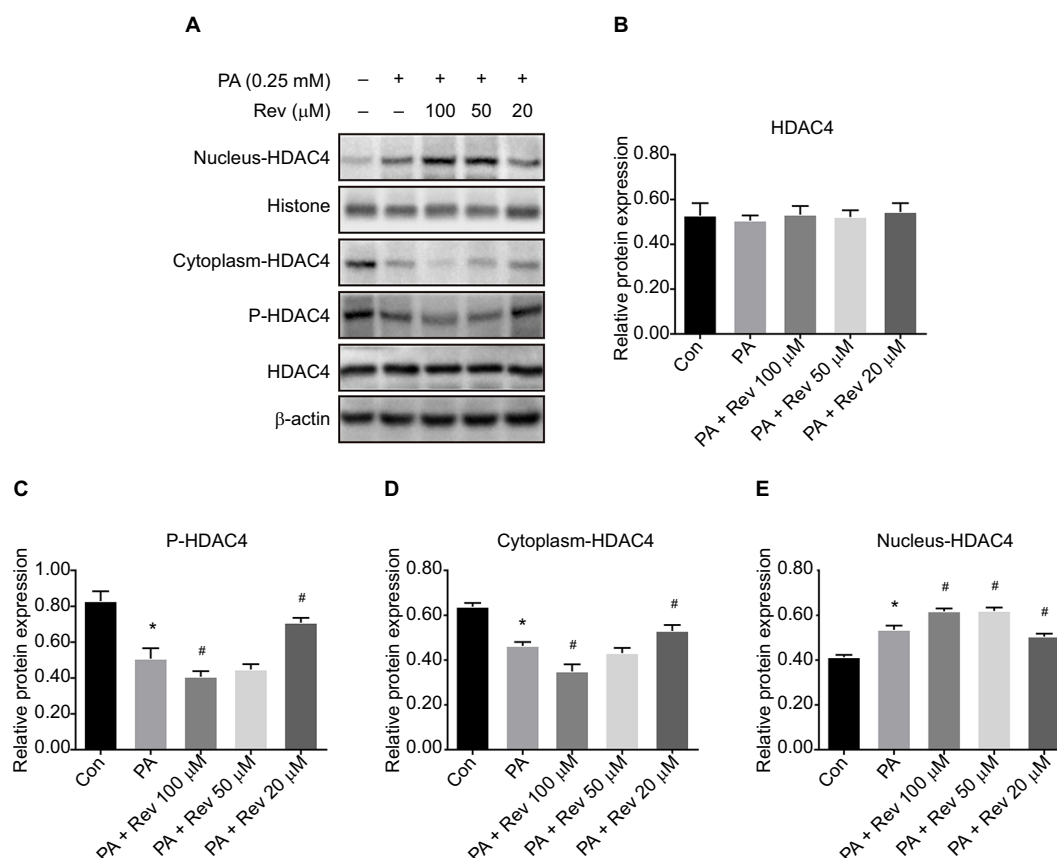 A
PA (0.25 mM) – + + + +
Rev (μM) – – 100 50 20
Nucleus-HDAC4
Histone
Cytoplasm-HDAC4
P-HDAC4
HDAC4
β-actin
B
HDAC4
Relative protein expression
0.80
0.60
0.40
0.20
0.00
Con
PA
PA + Rev 100 μM
PA + Rev 50 μM
PA + Rev 20 μM
C
P-HDAC4
Relative protein expression
1.00
0.80
0.60
0.40
0.20
0.00
*
#
#
Con
PA
PA + Rev 100 μM
PA + Rev 50 μM
PA + Rev 20 μM
D
Cytoplasm-HDAC4
Relative protein expression
0.80
0.60
0.40
0.20
0.00
*
#
#
Con
PA
PA + Rev 100 μM
PA + Rev 50 μM
PA + Rev 20 μM
E
Nucleus-HDAC4
Relative protein expression
0.80
0.60
0.40
0.20
0.00
*
#
#
#
Con
PA
PA + Rev 100 μM
PA + Rev 50 μM
PA + Rev 20 μM